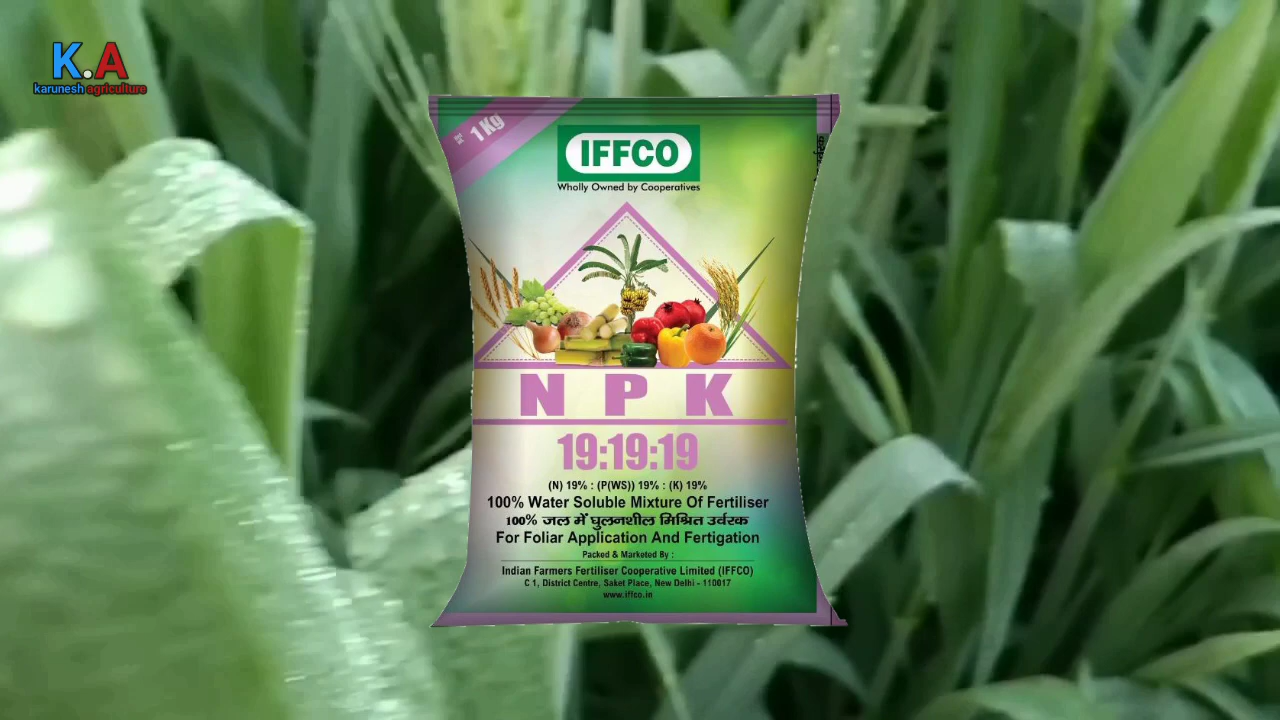 K.A
karunesh agriculture
1 Kg
IFFCO
Wholly Owned by Cooperatives
N P K
19:19:19
(N) 19% : (P(WS)) 19% : (K) 19%
100% Water Soluble Mixture Of Fertiliser
100% जल में घुलनशील मिश्रित उर्वरक
For Foliar Application And Fertigation
Packed & Marketed By :
Indian Farmers Fertiliser Cooperative Limited (IFFCO)
C 1, District Centre, Saket Place, New Delhi - 110017
www.iffco.in